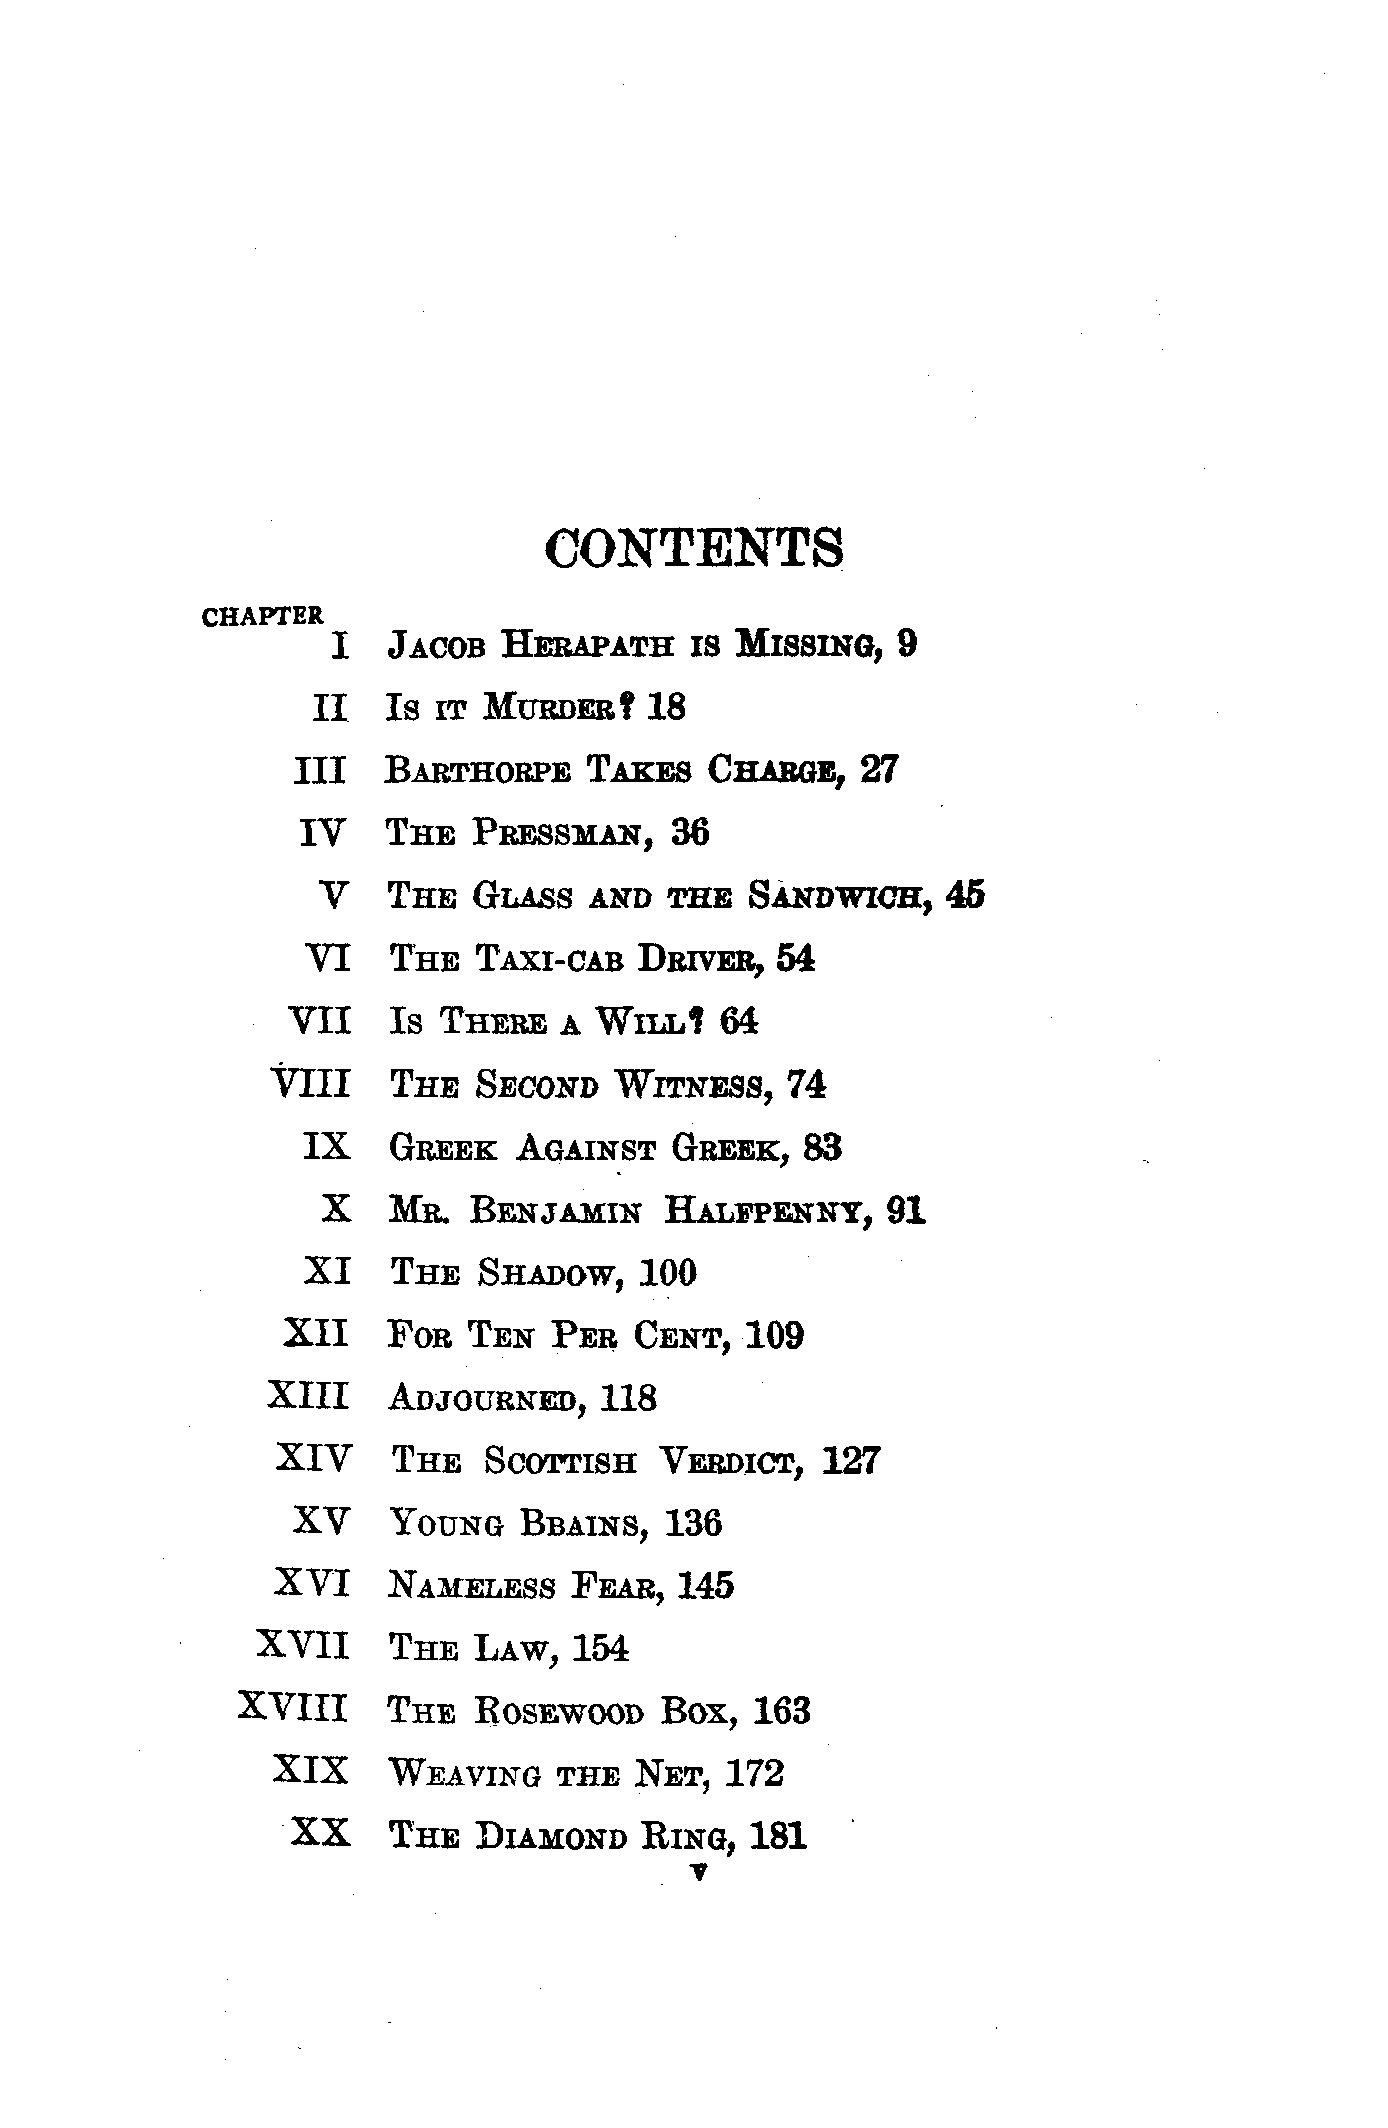 CONTENTS
CHAPTER
I JACOB HERAPATH IS MISSING, 9
II IS IT MURDER? 18
III BARTHORPE TAKES CHARGE, 27
IV THE PRESSMAN, 36
V THE GLASS AND THE SANDWICH, 45
VI THE TAXI-CAB DRIVER, 54
VII IS THERE A WILL? 64
VIII THE SECOND WITNESS, 74
IX GREEK AGAINST GREEK, 83
X MR. BENJAMIN HALFPENNY, 91
XI THE SHADOW, 100
XII FOR TEN PER CENT, 109
XIII ADJOURNED, 118
XIV THE SCOTTISH VERDICT, 127
XV YOUNG BBAINS, 136
XVI NAMELESS FEAR, 145
XVII THE LAW, 154
XVIII THE ROSEWOOD BOX, 163
XIX WEAVING THE NET, 172
XX THE DIAMOND RING, 181
v